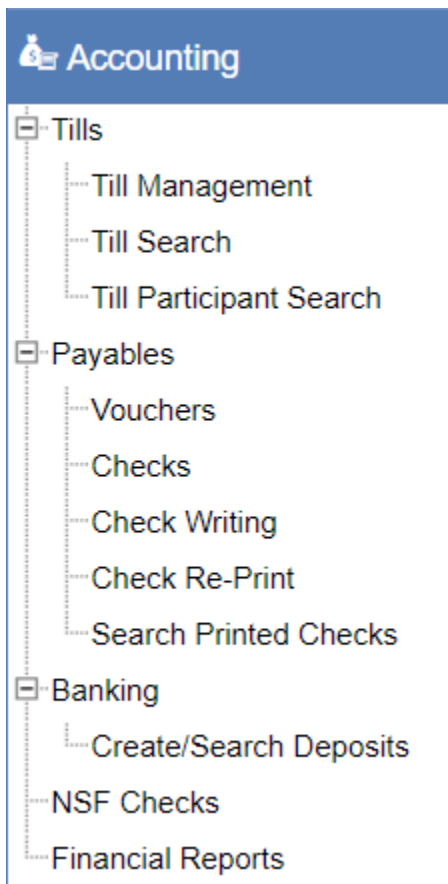 Accounting
Tills
Till Management
Till Search
Till Participant Search
Payables
Vouchers
Checks
Check Writing
Check Re-Print
Search Printed Checks
Banking
Create/Search Deposits
NSF Checks
Financial Reports